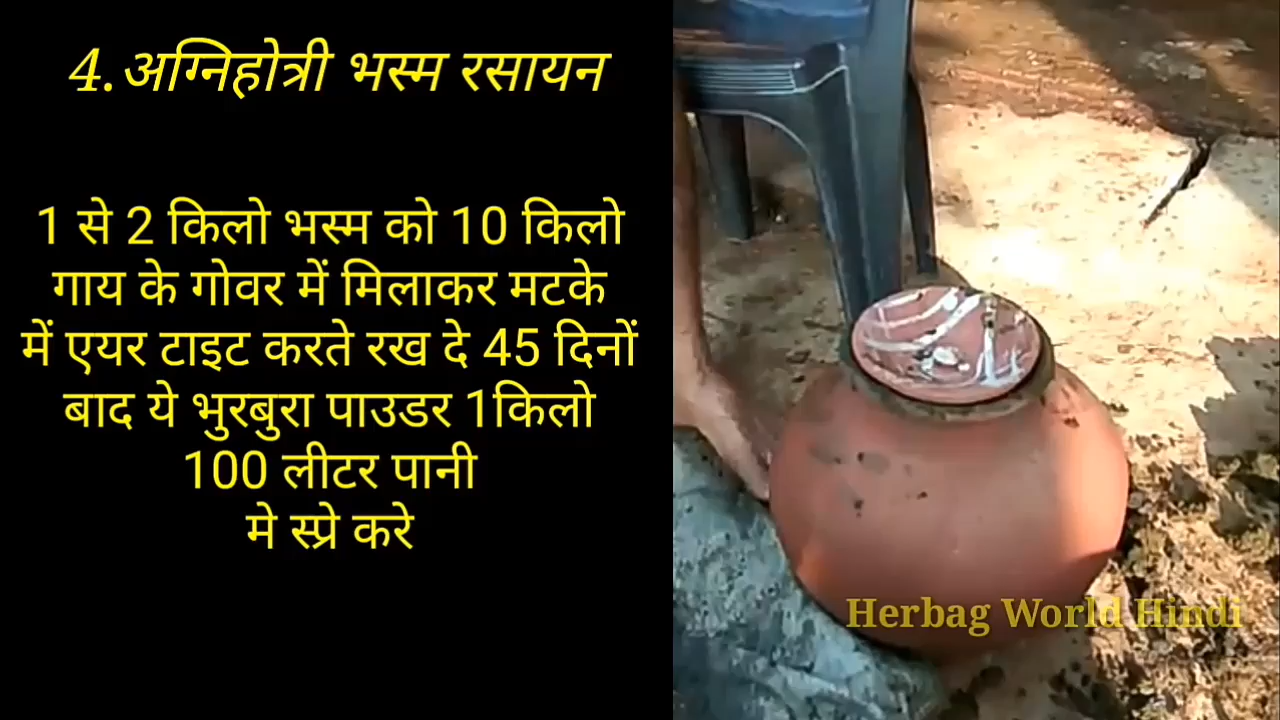 4. अग्निहोत्री भस्म रसायन
1 से 2 किलो भस्म को 10 किलो
गाय के गोवर में मिलाकर मटके
में एयर टाइट करते रख दे 45 दिनों
बाद ये भुरबुरा पाउडर 1किलो
100 लीटर पानी
मे स्प्रे करे
Herbag World Hindi